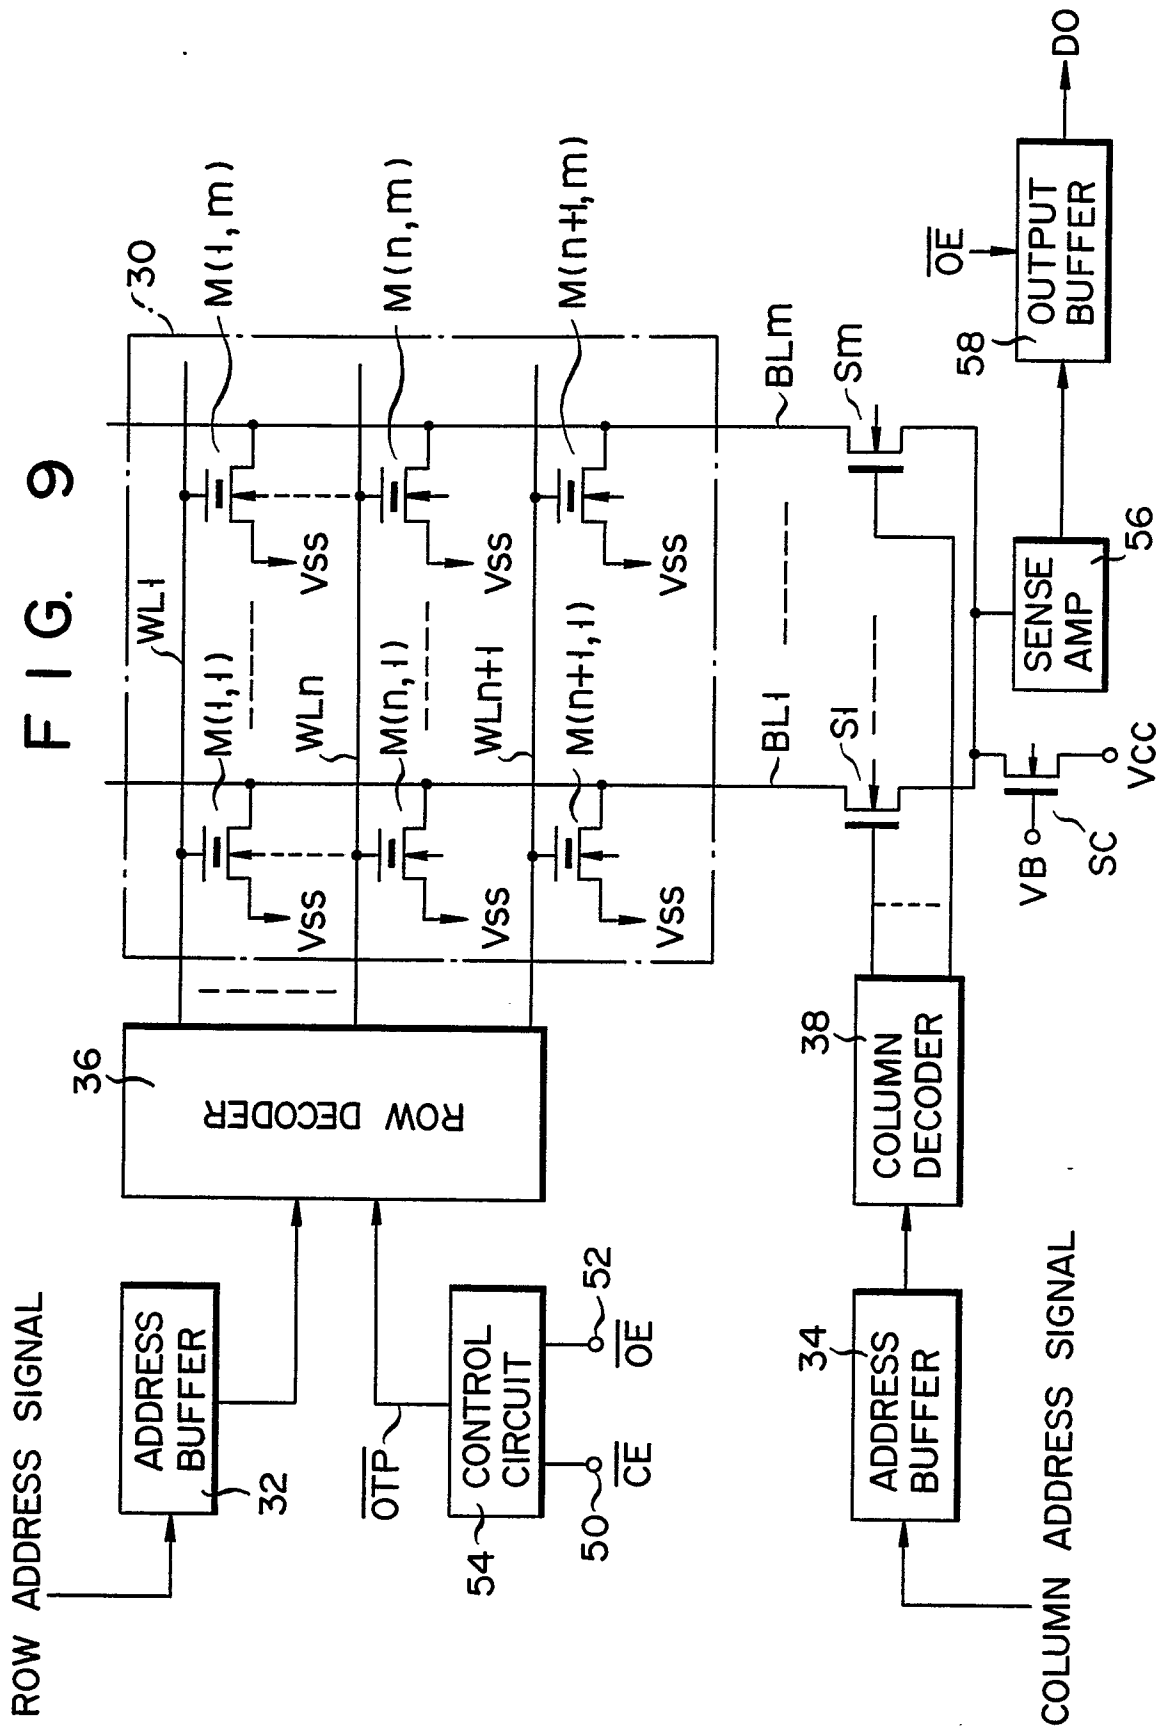 FIG. 9
ROW ADDRESS SIGNAL
ADDRESS
BUFFER
32
OTP
54
CONTROL
CIRCUIT
50
CE
52
OE
36
ROW DECODER
30
WL1
M(1,1)
M(1,m)
VSS
VSS
WLn
M(n,1)
M(n,m)
VSS
VSS
WLn+1
M(n+1,1)
M(n+1,m)
VSS
VSS
BL1
BLm
S1
Sm
COLUMN ADDRESS SIGNAL
34
ADDRESS
BUFFER
38
COLUMN
DECODER
VB
SC
VCC
SENSE
AMP
56
58
OE
OUTPUT
BUFFER
DO